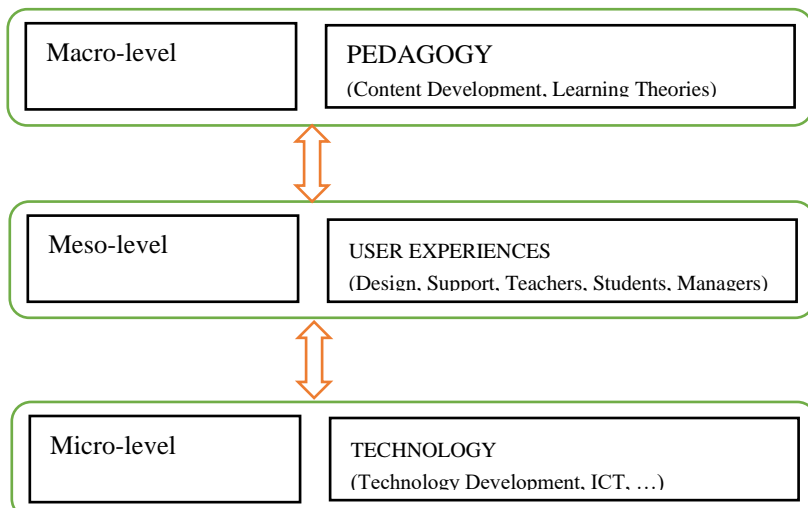 Macro-level
PEDAGOGY
(Content Development, Learning Theories)
Meso-level
USER EXPERIENCES
(Design, Support, Teachers, Students, Managers)
Micro-level
TECHNOLOGY
(Technology Development, ICT, …)